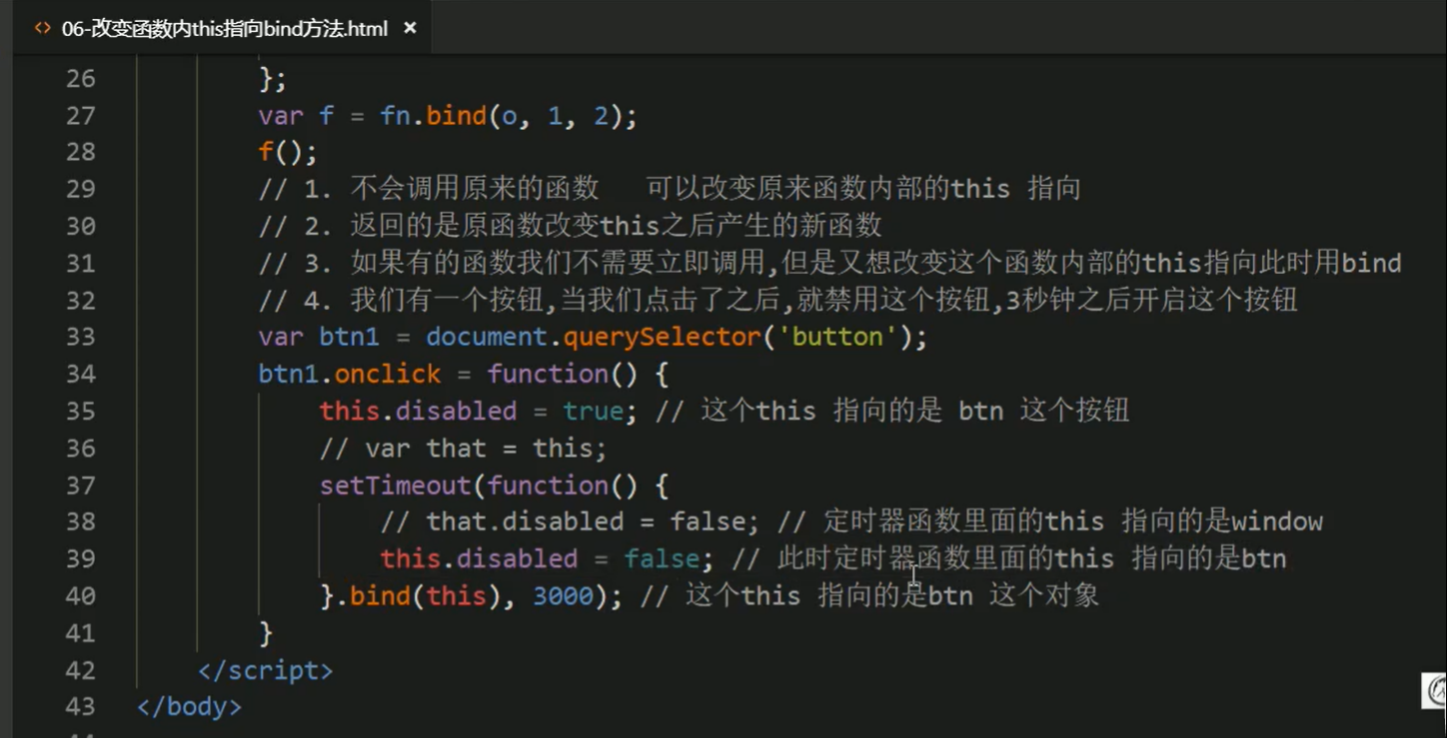 06-改变函数内this指向bind方法.html ×
26 };
27 var f = fn.bind(o, 1, 2);
28 f();
29 // 1. 不会调用原来的函数 可以改变原来函数内部的this 指向
30 // 2. 返回的是原函数改变this之后产生的新函数
31 // 3. 如果有的函数我们不需要立即调用,但是又想改变这个函数内部的this指向此时用bind
32 // 4. 我们有一个按钮,当我们点击了之后,就禁用这个按钮,3秒钟之后开启这个按钮
33 var btn1 = document.querySelector('button');
34 btn1.onclick = function() {
35 this.disabled = true; // 这个this 指向的是 btn 这个按钮
36 // var that = this;
37 setTimeout(function() {
38 // that.disabled = false; // 定时器函数里面的this 指向的是window
39 this.disabled = false; // 此时定时器函数里面的this 指向的是btn
40 }.bind(this), 3000); // 这个this 指向的是btn 这个对象
41 }
42 </script>
43 </body>